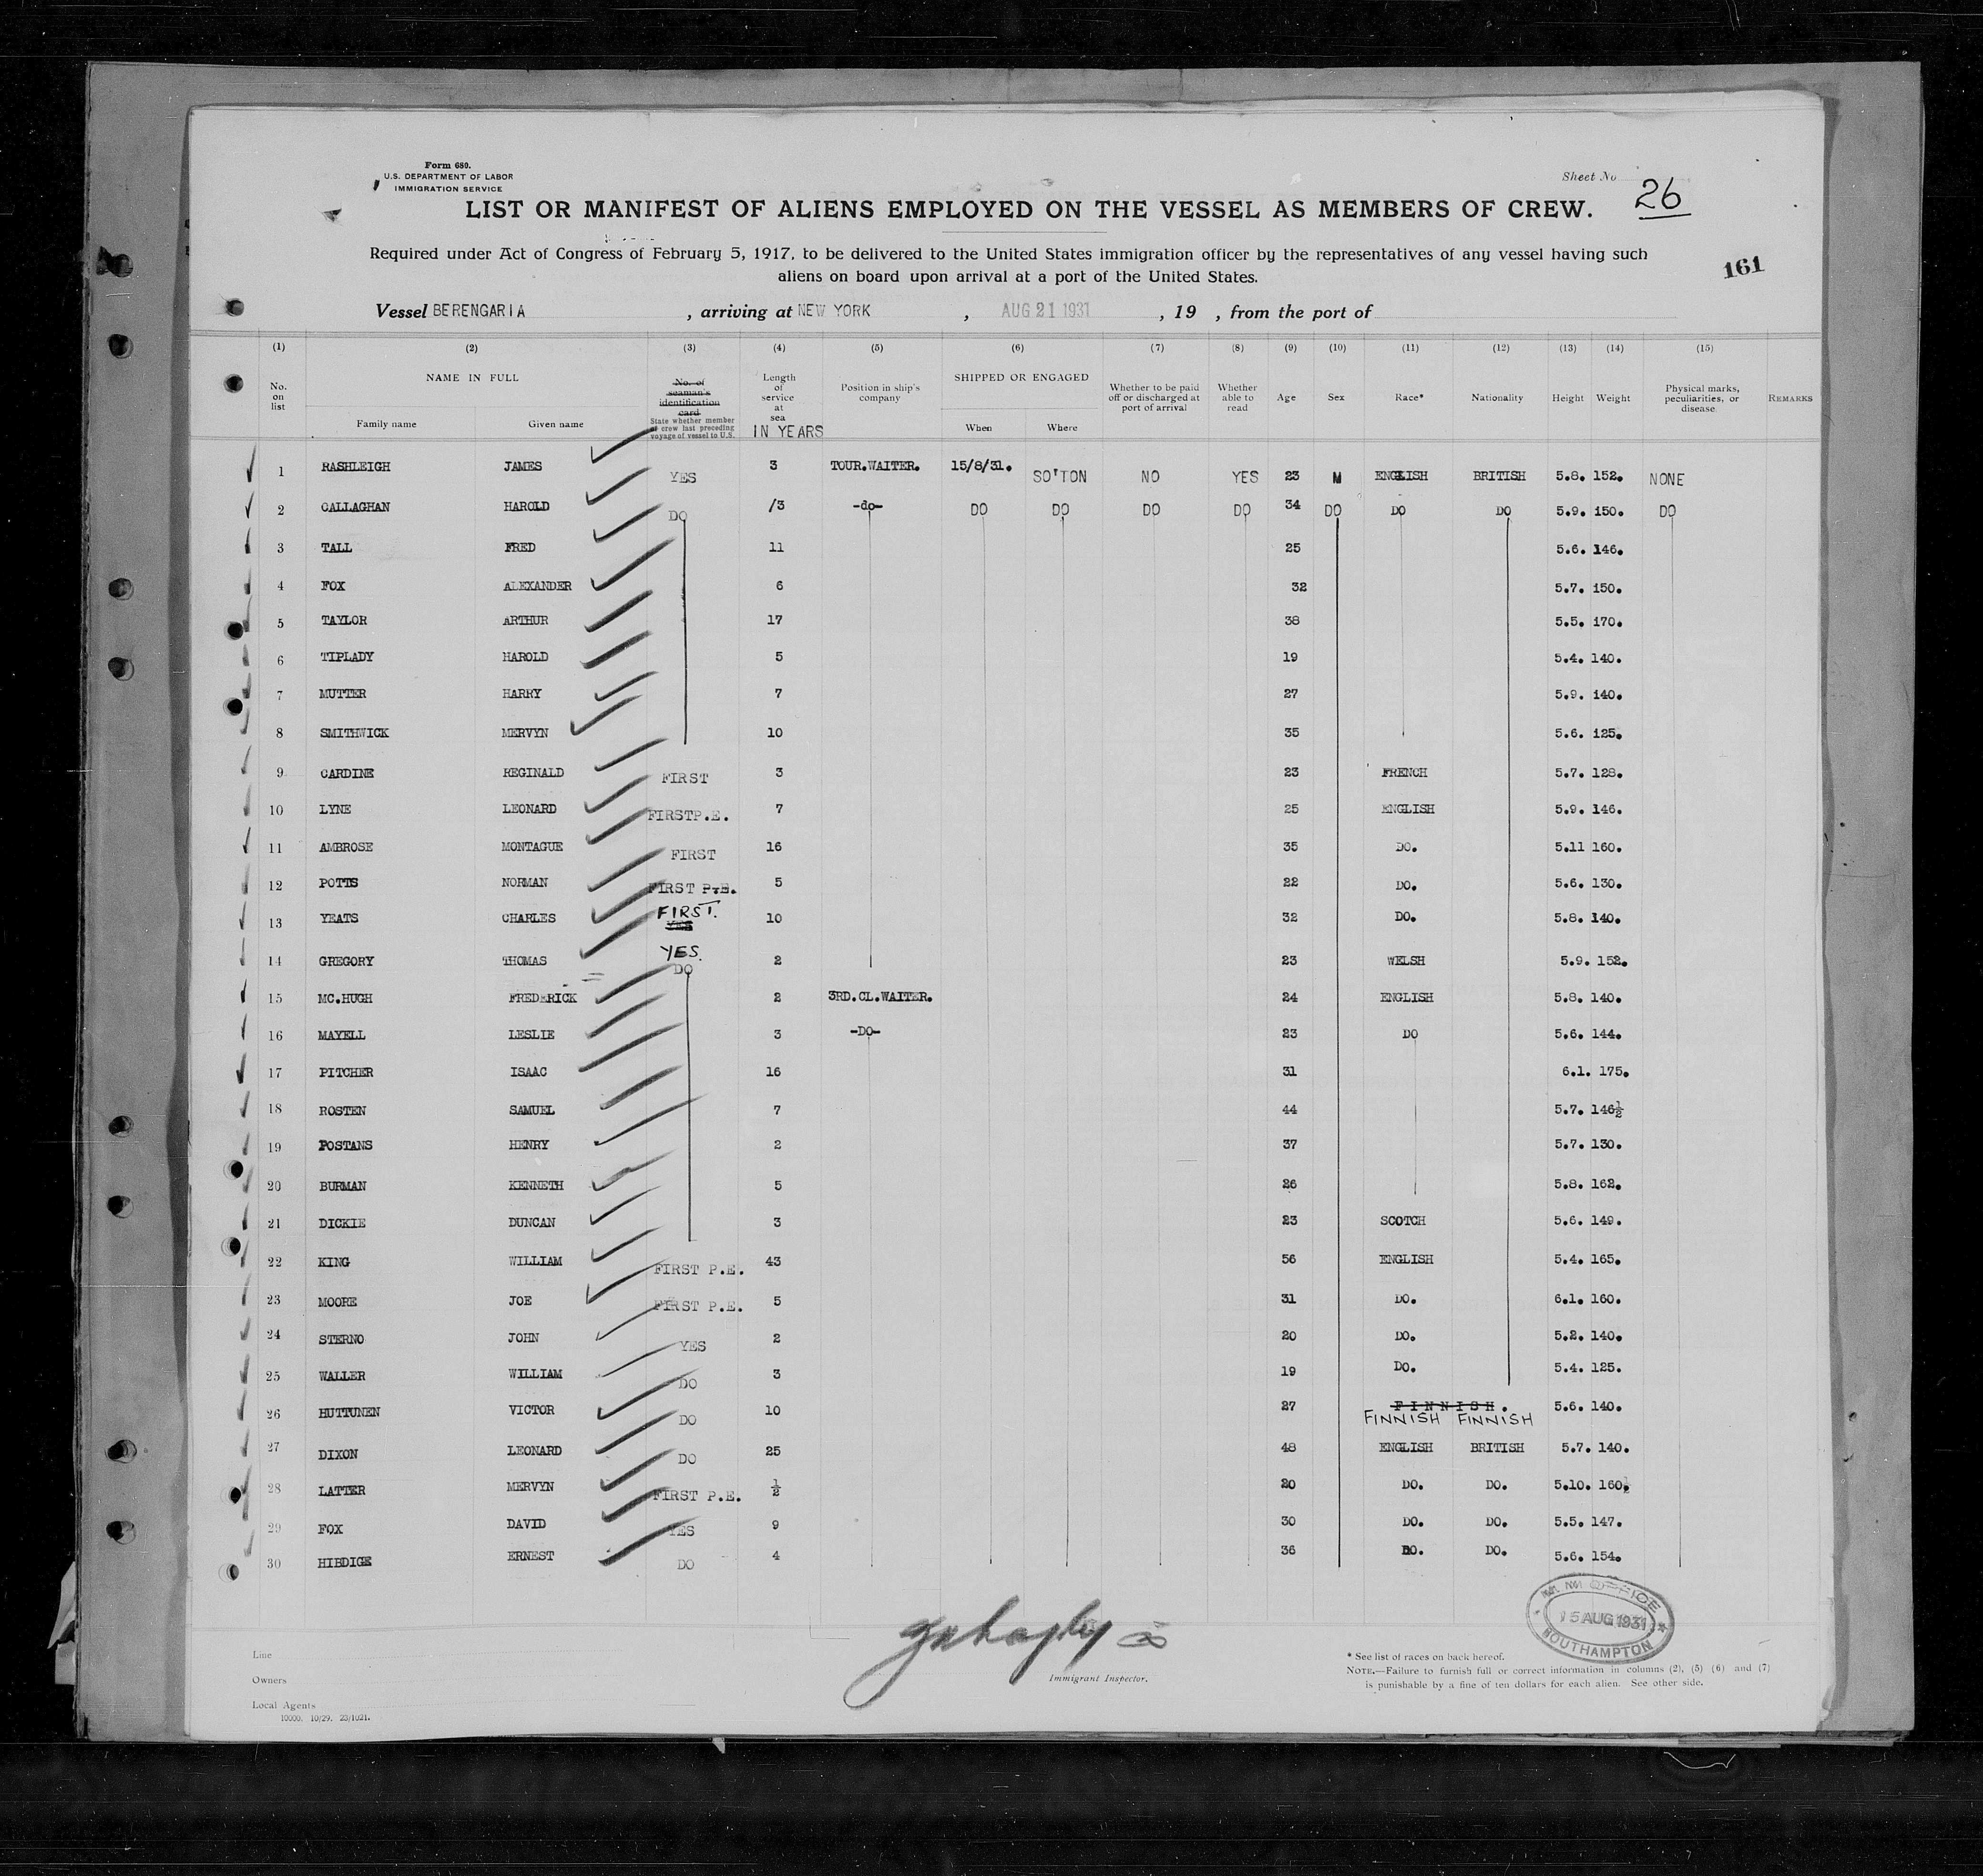 Form 680.
U.S. DEPARTMENT OF LABOR
IMMIGRATION SERVICE
Sheet No 26
LIST OR MANIFEST OF ALIENS EMPLOYED ON THE VESSEL AS MEMBERS OF CREW.
Required under Act of Congress of February 5, 1917, to be delivered to the United States immigration officer by the representatives of any vessel having such
aliens on board upon arrival at a port of the United States.
161
Vessel BERENGARIA , arriving at NEW YORK , AUG 21 1931 , 19 , from the port of
(1) (2) (3) (4) (5) (6) (7) (8) (9) (10) (11) (12) (13) (14) (15)
No. on list NAME IN FULL Family name Given name No. of seaman's identification card State whether member of crew last preceding voyage of vessel to U.S. Length of service at sea IN YEARS Position in ship's company SHIPPED OR ENGAGED When Where Whether to be paid off or discharged at port of arrival Whether able to read Age Sex Race* Nationality Height Weight Physical marks, peculiarities, or disease. REMARKS
1 RASHLEIGH JAMES YES 3 TOUR.WAITER. 15/8/31. SO'TON NO YES 23 M ENGLISH BRITISH 5.8. 152. NONE
2 CALLAGHAN HAROLD DO /3 -do- DO DO DO DO 34 DO DO DO 5.9. 150. DO
3 TALL FRED 11 25 5.6. 146.
4 FOX ALEXANDER 6 32 5.7. 150.
5 TAYLOR ARTHUR 17 38 5.5. 170.
6 TIPLADY HAROLD 5 19 5.4. 140.
7 MUTTER HARRY 7 27 5.9. 140.
8 SMITHWICK MERVYN 10 35 5.6. 125.
9 CARDINE REGINALD FIRST 3 23 FRENCH 5.7. 128.
10 LYNE LEONARD FIRSTP.E. 7 25 ENGLISH 5.9. 146.
11 AMBROSE MONTAGUE FIRST 16 35 DO. 5.11 160.
12 POTTS NORMAN FIRST P.E. 5 22 DO. 5.6. 130.
13 YEATS CHARLES FIRST. YES 10 32 DO. 5.8. 140.
14 GREGORY THOMAS YES. DO 2 23 WELSH 5.9. 152.
15 MC.HUGH FREDERICK 2 3RD.CL.WAITER. 24 ENGLISH 5.8. 140.
16 MAYELL LESLIE 3 -DO- 23 DO 5.6. 144.
17 PITCHER ISAAC 16 31 6.1. 175.
18 ROSTEN SAMUEL 7 44 5.7. 146½
19 POSTANS HENRY 2 37 5.7. 130.
20 BURMAN KENNETH 5 26 5.8. 162.
21 DICKIE DUNCAN 3 23 SCOTCH 5.6. 149.
22 KING WILLIAM FIRST P.E. 43 56 ENGLISH 5.4. 165.
23 MOORE JOE FIRST P.E. 5 31 DO. 6.1. 160.
24 STERNO JOHN YES 2 20 DO. 5.2. 140.
25 WALLER WILLIAM DO 3 19 DO. 5.4. 125.
26 HUTTUNEN VICTOR DO 10 27 FINNISH. FINNISH FINNISH 5.6. 140.
27 DIXON LEONARD DO 25 48 ENGLISH BRITISH 5.7. 140.
28 LATTER MERVYN FIRST P.E. ½ 20 DO. DO. 5.10. 160½
29 FOX DAVID YES 9 30 DO. DO. 5.5. 147.
30 HIBDIGE ERNEST DO 4 36 DO. DO. 5.6. 154.
OFFICE
15 AUG 1931
SOUTHAMPTON
Line
Owners
Local Agents
10000. 10/29. 23/1021.
Immigrant Inspector.
* See list of races on back hereof.
NOTE.—Failure to furnish full or correct information in columns (2), (5) (6) and (7)
is punishable by a fine of ten dollars for each alien. See other side.